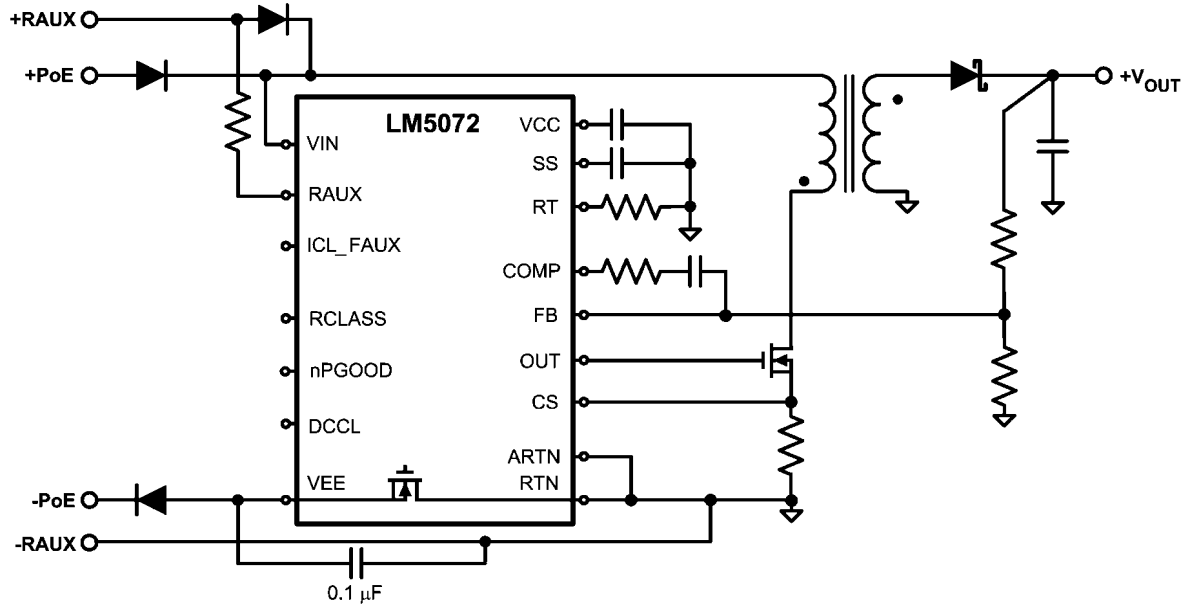 +RAUX
+PoE
LM5072
VIN
RAUX
ICL_FAUX
RCLASS
nPGOOD
DCCL
VEE
VCC
SS
RT
COMP
FB
OUT
CS
ARTN
RTN
+VOUT
-PoE
-RAUX
0.1 μF